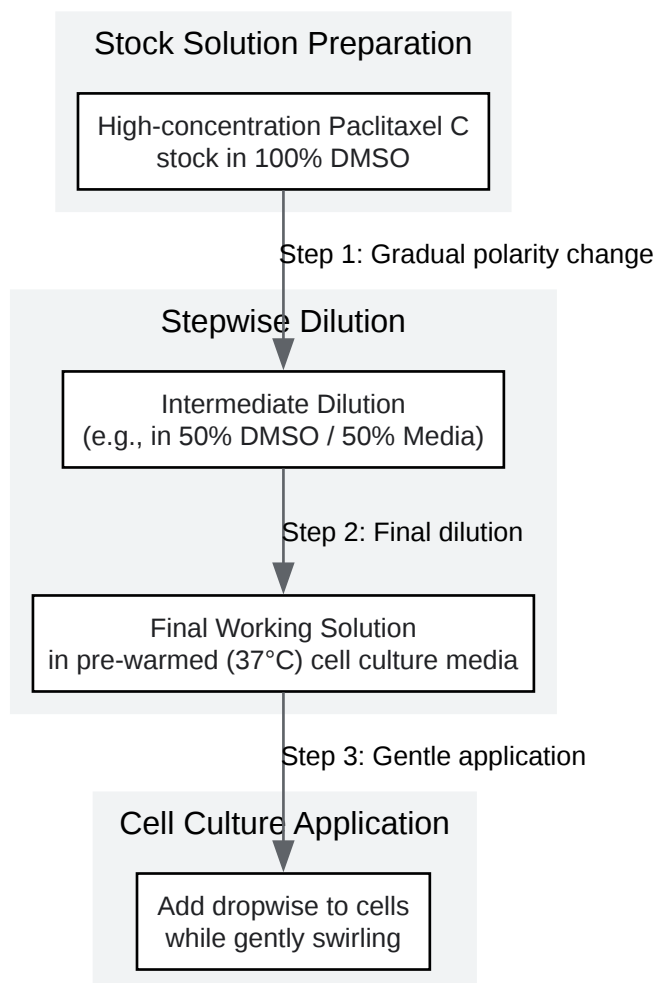 Stock Solution Preparation
High-concentration Paclitaxel C
stock in 100% DMSO
Step 1: Gradual polarity change
Stepwise Dilution
Intermediate Dilution
(e.g., in 50% DMSO / 50% Media)
Step 2: Final dilution
Final Working Solution
in pre-warmed (37°C) cell culture media
Step 3: Gentle application
Cell Culture Application
Add dropwise to cells
while gently swirling